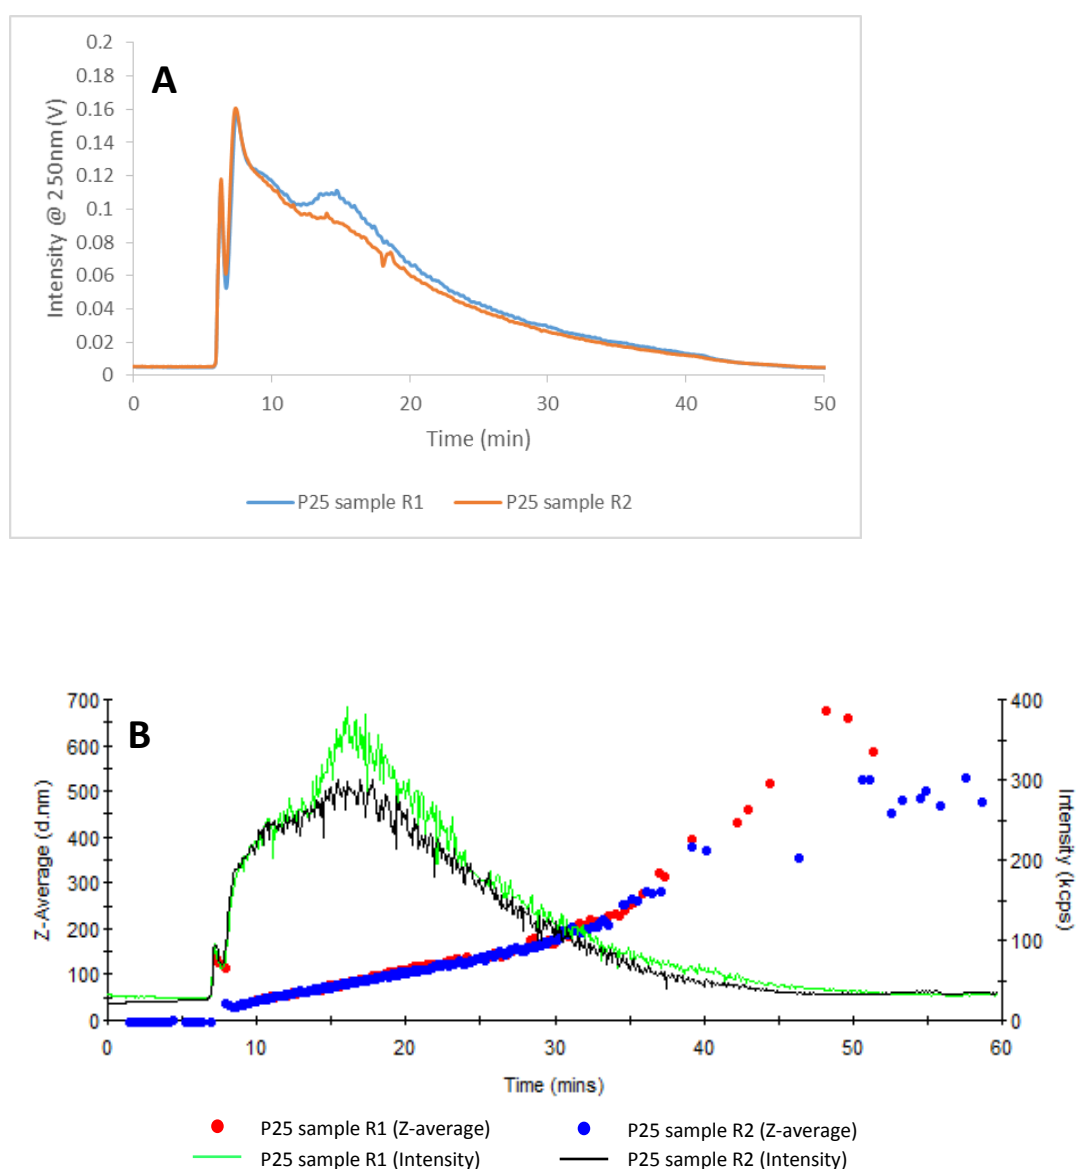 A
0.2
0.18
0.16
0.14
0.12
0.1
0.08
0.06
0.04
0.02
0
Intensity @ 250nm (V)
0 10 20 30 40 50
Time (min)
P25 sample R1 P25 sample R2
B
700
600
500
400
300
200
100
0
Z-Average (d.nm)
400
300
200
100
0
Intensity (kcps)
0 10 20 30 40 50 60
Time (mins)
P25 sample R1 (Z-average) P25 sample R2 (Z-average)
P25 sample R1 (Intensity) P25 sample R2 (Intensity)